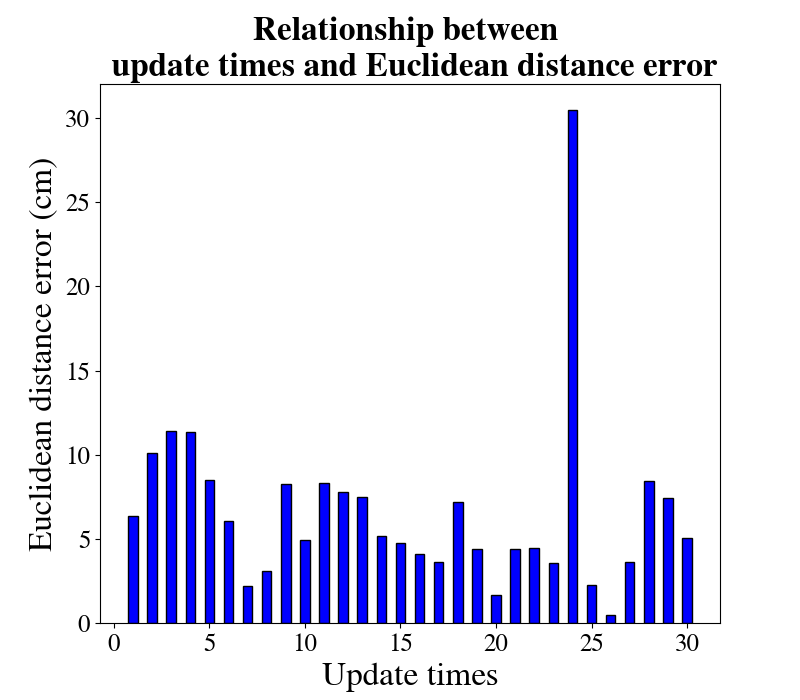 Relationship between
update times and Euclidean distance error
Euclidean distance error (cm)
30
25
20
15
10
5
0
0 5 10 15 20 25 30
Update times